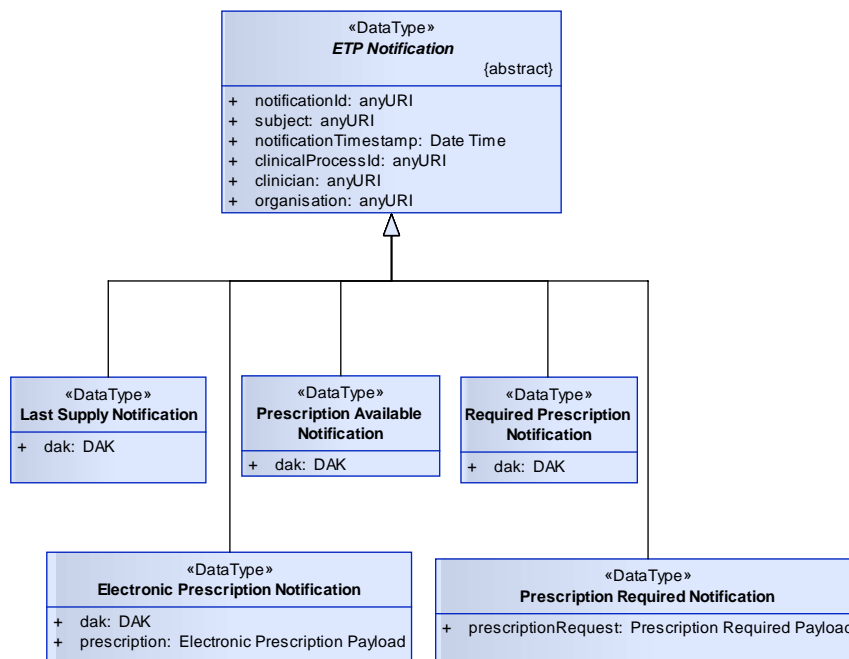 «DataType»
ETP Notification
{abstract}
+ notificationId: anyURI
+ subject: anyURI
+ notificationTimestamp: Date Time
+ clinicalProcessId: anyURI
+ clinician: anyURI
+ organisation: anyURI
«DataType»
Last Supply Notification
+ dak: DAK
«DataType»
Prescription Available
Notification
+ dak: DAK
«DataType»
Required Prescription
Notification
+ dak: DAK
«DataType»
Electronic Prescription Notification
+ dak: DAK
+ prescription: Electronic Prescription Payload
«DataType»
Prescription Required Notification
+ prescriptionRequest: Prescription Required Payload